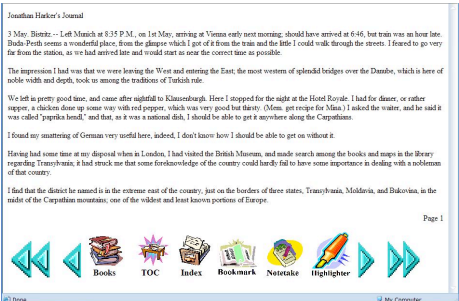 Jonathan Harker's Journal
3 May. Bistritz.-- Left Munich at 8:35 P.M., on 1st May, arriving at Vienna early next morning; should have arrived at 6:46, but train was an hour late.
Buda-Pesth seems a wonderful place, from the glimpse which I got of it from the train and the little I could walk through the streets. I feared to go very
far from the station, as we had arrived late and would start as near the correct time as possible.
The impression I had was that we were leaving the West and entering the East; the most western of splendid bridges over the Danube, which is here of
noble width and depth, took us among the traditions of Turkish rule.
We left in pretty good time, and came after nightfall to Klausenburgh. Here I stopped for the night at the Hotel Royale. I had for dinner, or rather
supper, a chicken done up some way with red pepper, which was very good but thirsty. (Mem. get recipe for Mina.) I asked the waiter, and he said it
was called "paprika hendl," and that, as it was a national dish, I should be able to get it anywhere along the Carpathians.
I found my smattering of German very useful here, indeed, I don't know how I should be able to get on without it.
Having had some time at my disposal when in London, I had visited the British Museum, and made search among the books and maps in the library
regarding Transylvania; it had struck me that some foreknowledge of the country could hardly fail to have some importance in dealing with a nobleman
of that country.
I find that the district he named is in the extreme east of the country, just on the borders of three states, Transylvania, Moldavia, and Bukovina, in the
midst of the Carpathian mountains; one of the wildest and least known portions of Europe.
Page 1
Books TOC Index Bookmark Notetake Highlighter
Done My Computer